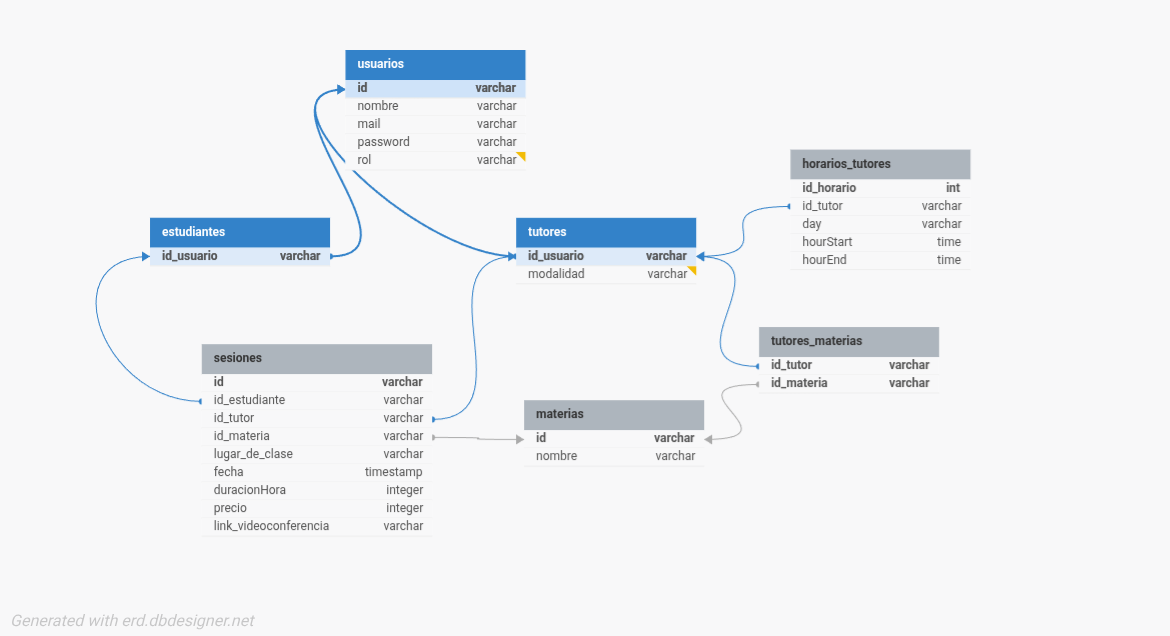 usuarios
id varchar
nombre varchar
mail varchar
password varchar
rol varchar
estudiantes
id_usuario varchar
tutores
id_usuario varchar
modalidad varchar
horarios_tutores
id_horario int
id_tutor varchar
day varchar
hourStart time
hourEnd time
sesiones
id varchar
id_estudiante varchar
id_tutor varchar
id_materia varchar
lugar_de_clase varchar
fecha timestamp
duracionHora integer
precio integer
link_videoconferencia varchar
materias
id varchar
nombre varchar
tutores_materias
id_tutor varchar
id_materia varchar
Generated with erd.dbdesigner.net